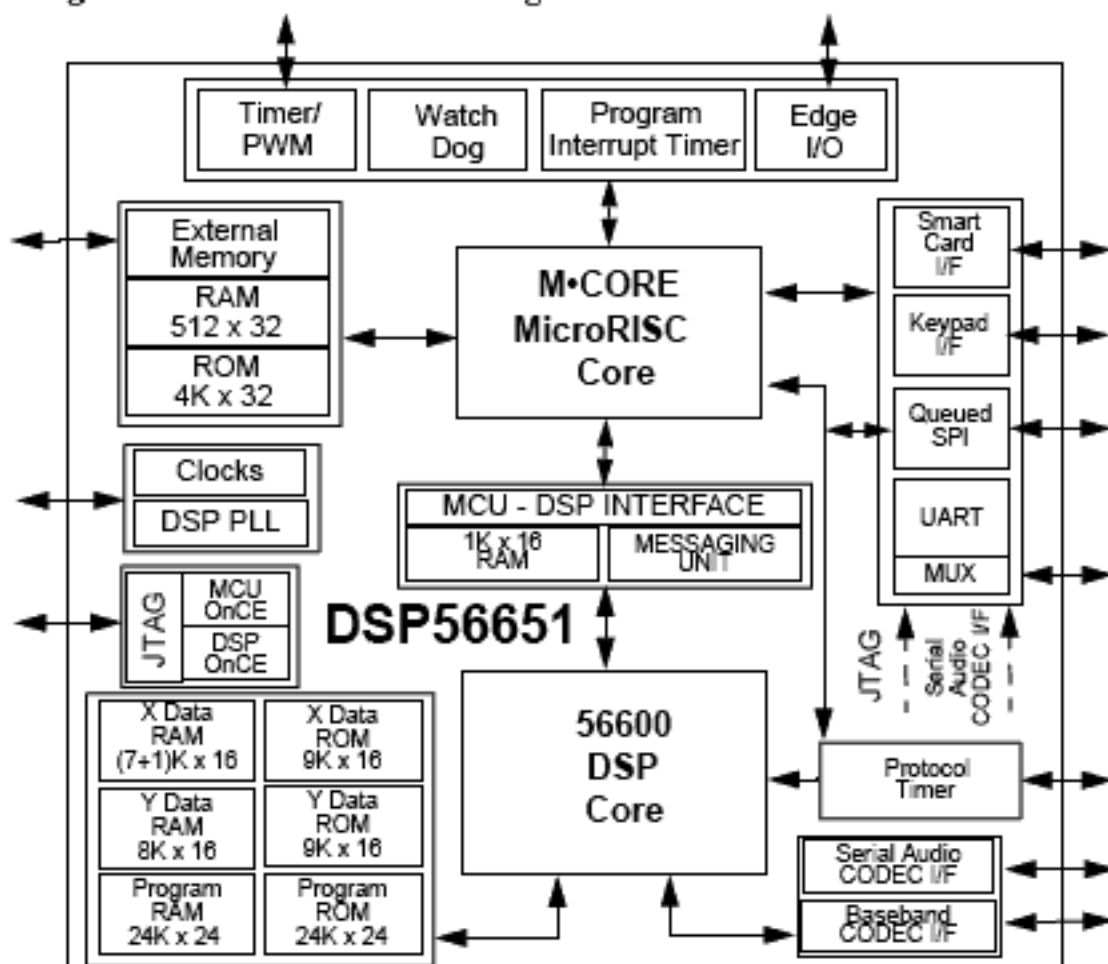 Timer/
PWM
Watch
Dog
Program
Interrupt Timer
Edge
I/O
External
Memory
RAM
512 x 32
ROM
4K x 32
M•CORE
MicroRISC
Core
Smart
Card
I/F
Keypad
I/F
Queued
SPI
UART
MUX
Clocks
DSP PLL
MCU - DSP INTERFACE
1K x 16
RAM
MESSAGING
UNIT
JTAG
MCU
OnCE
DSP
OnCE
DSP56651
JTAG
Serial
Audio
CODEC I/F
X Data
RAM
(7+1)K x 16
X Data
ROM
9K x 16
Y Data
RAM
8K x 16
Y Data
ROM
9K x 16
Program
RAM
24K x 24
Program
ROM
24K x 24
56600
DSP
Core
Protocol
Timer
Serial Audio
CODEC I/F
Baseband
CODEC I/F